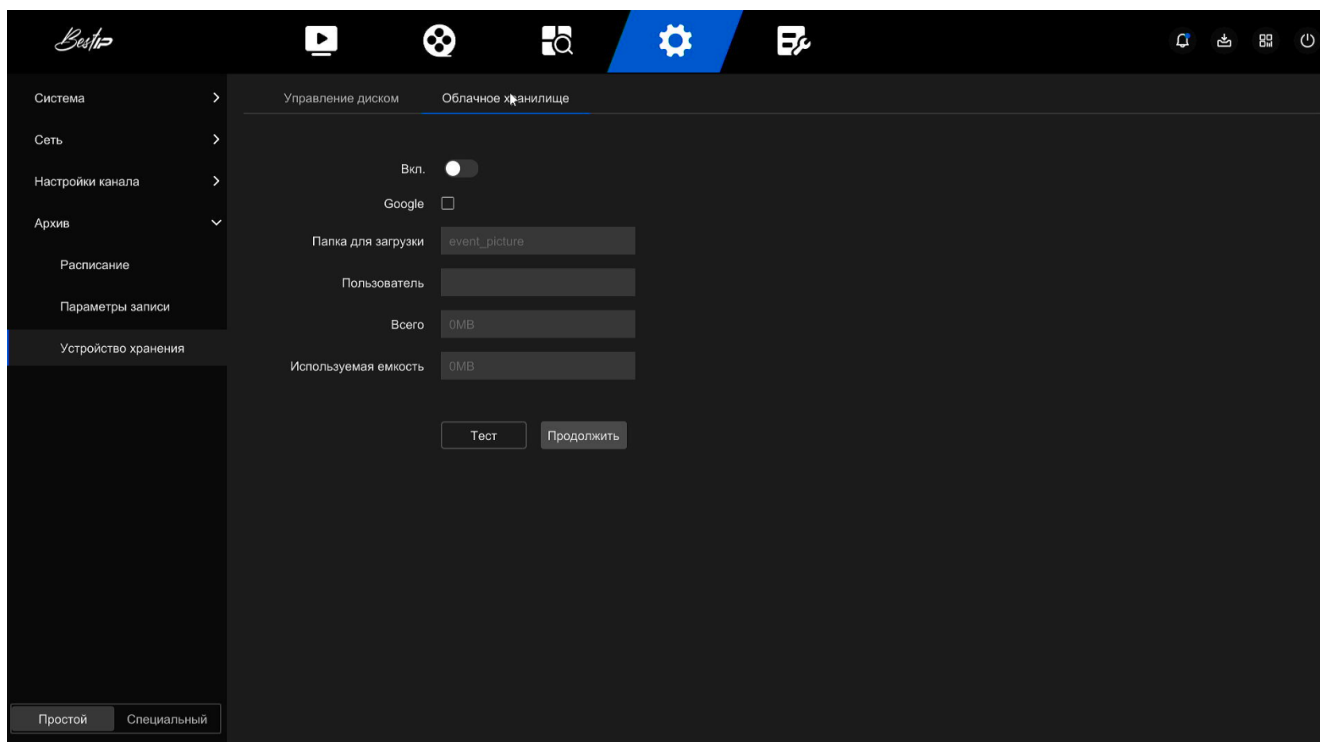 BestIP
Система
Сеть
Настройки канала
Архив
Расписание
Параметры записи
Устройство хранения
Простой Специальный
Управление диском Облачное хранилище
Вкл.
Google
Папка для загрузки event_picture
Пользователь
Всего 0MB
Используемая емкость 0MB
Тест Продолжить